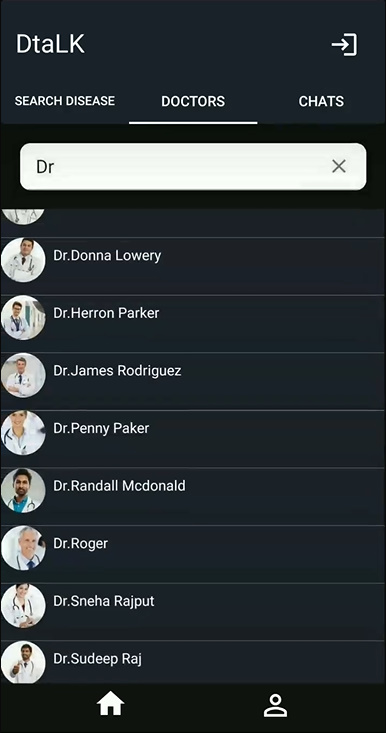 DtaLK
SEARCH DISEASE DOCTORS CHATS
Dr
Dr.Donna Lowery
Dr.Herron Parker
Dr.James Rodriguez
Dr.Penny Paker
Dr.Randall Mcdonald
Dr.Roger
Dr.Sneha Rajput
Dr.Sudeep Raj